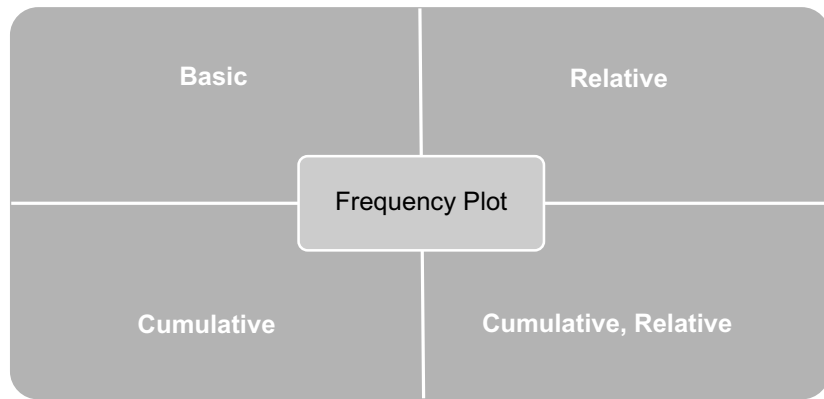 Basic
Relative
Frequency Plot
Cumulative
Cumulative, Relative